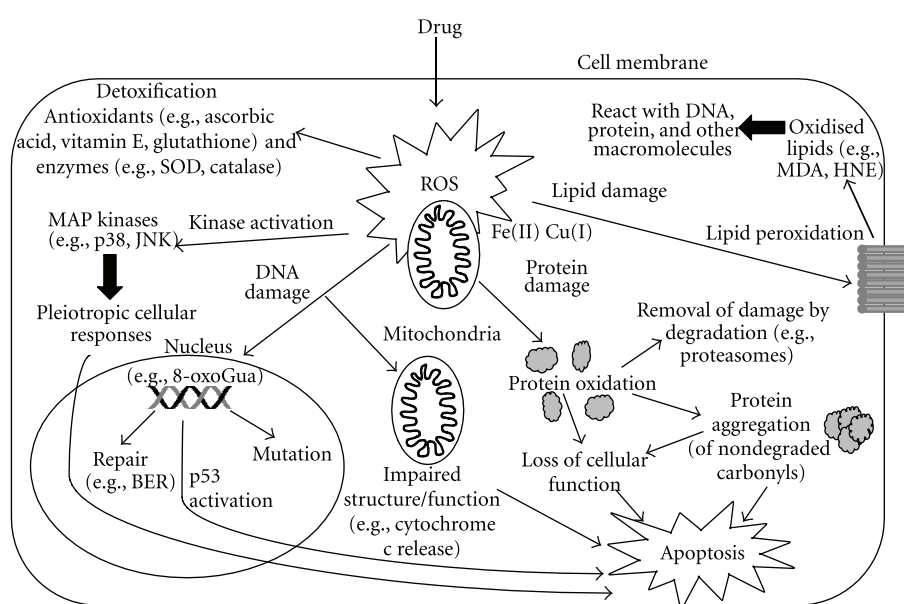 Drug
Cell membrane
Detoxification
Antioxidants (e.g., ascorbic
acid, vitamin E, glutathione) and
enzymes (e.g., SOD, catalase)
React with DNA,
protein, and other
macromolecules
Oxidised
lipids (e.g.,
MDA, HNE)
ROS
Lipid damage
MAP kinases
(e.g., p38, JNK)
Kinase activation
Fe(II) Cu(I)
Lipid peroxidation
DNA
damage
Protein
damage
Pleiotropic cellular
responses
Mitochondria
Removal of damage by
degradation (e.g.,
proteasomes)
Nucleus
(e.g., 8-oxoGua)
Protein oxidation
Protein
aggregation
(of nondegraded
carbonyls)
Repair
(e.g., BER)
p53
activation
Mutation
Impaired
structure/function
(e.g., cytochrome
c release)
Loss of cellular
function
Apoptosis